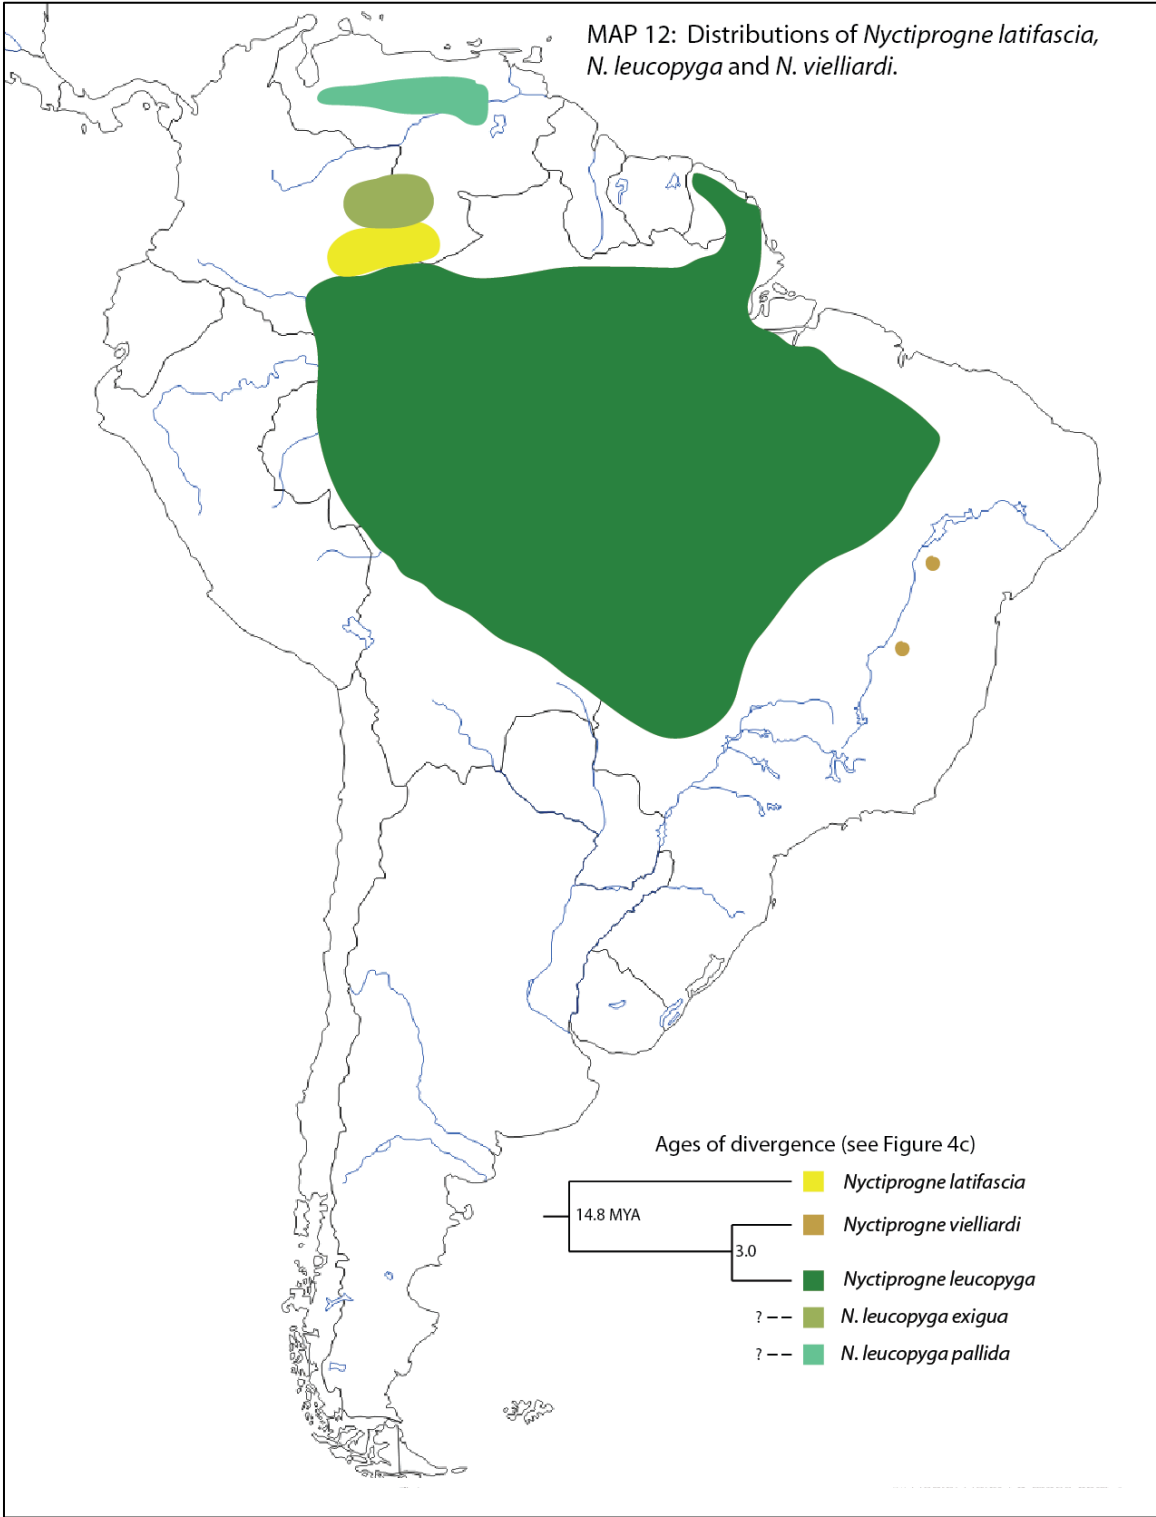 MAP 12: Distributions of Nyctiprogne latifascia,
N. leucopyga and N. vielliardi.
Ages of divergence (see Figure 4c)
Nyctiprogne latifascia
14.8 MYA
Nyctiprogne vielliardi
3.0
Nyctiprogne leucopyga
? -- N. leucopyga exigua
? -- N. leucopyga pallida